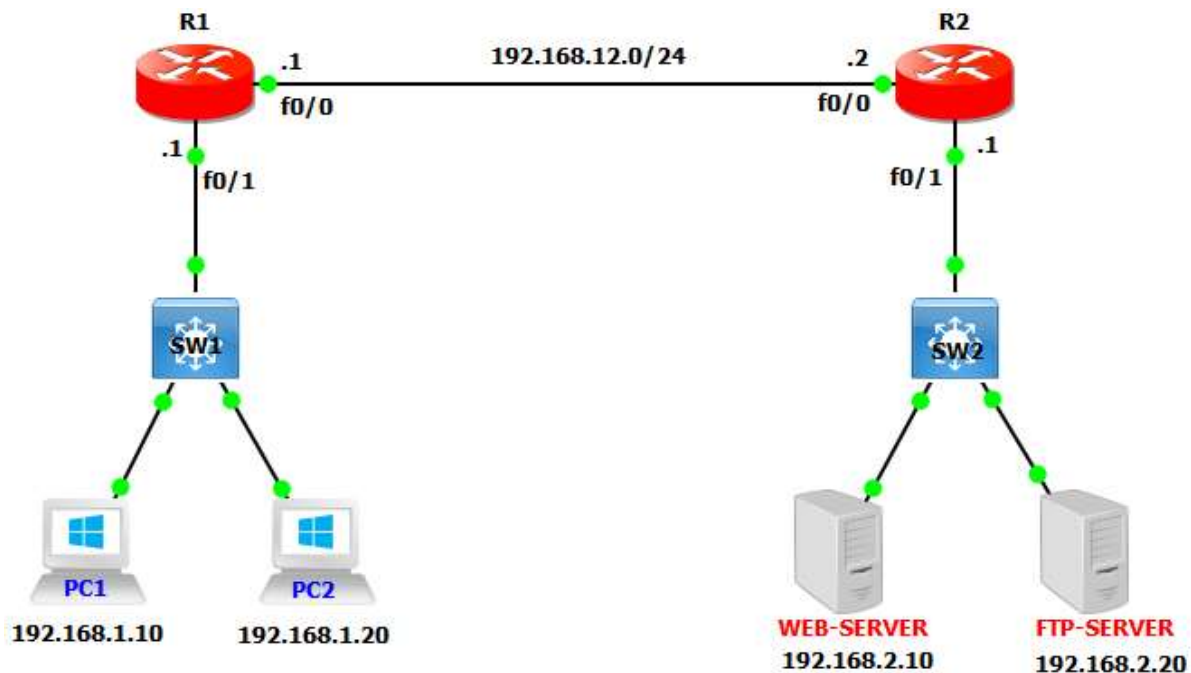 R1
R2
.1
192.168.12.0/24
.2
f0/0
f0/0
.1
.1
f0/1
f0/1
SW1
SW2
PC1
PC2
192.168.1.10
192.168.1.20
WEB-SERVER
FTP-SERVER
192.168.2.10
192.168.2.20